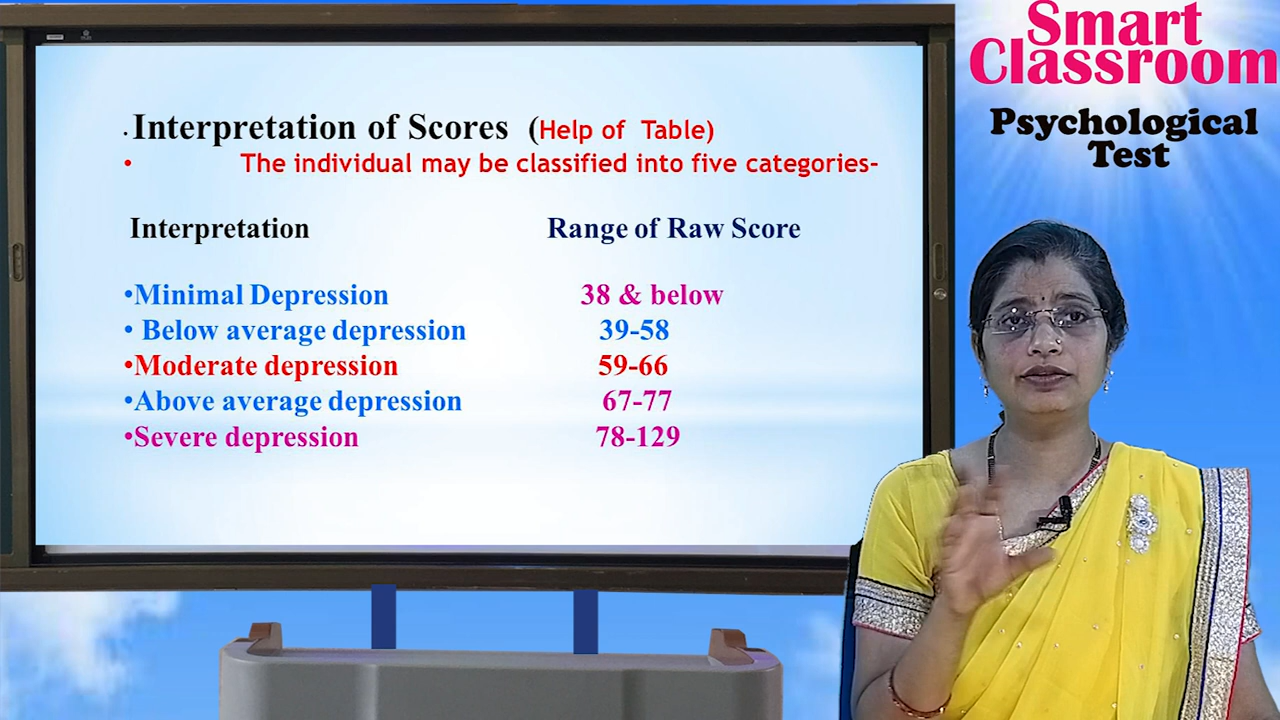 . Interpretation of Scores (Help of Table)
• The individual may be classified into five categories-
Interpretation Range of Raw Score
•Minimal Depression 38 & below
• Below average depression 39-58
•Moderate depression 59-66
•Above average depression 67-77
•Severe depression 78-129
Smart
Classroom
Psychological
Test